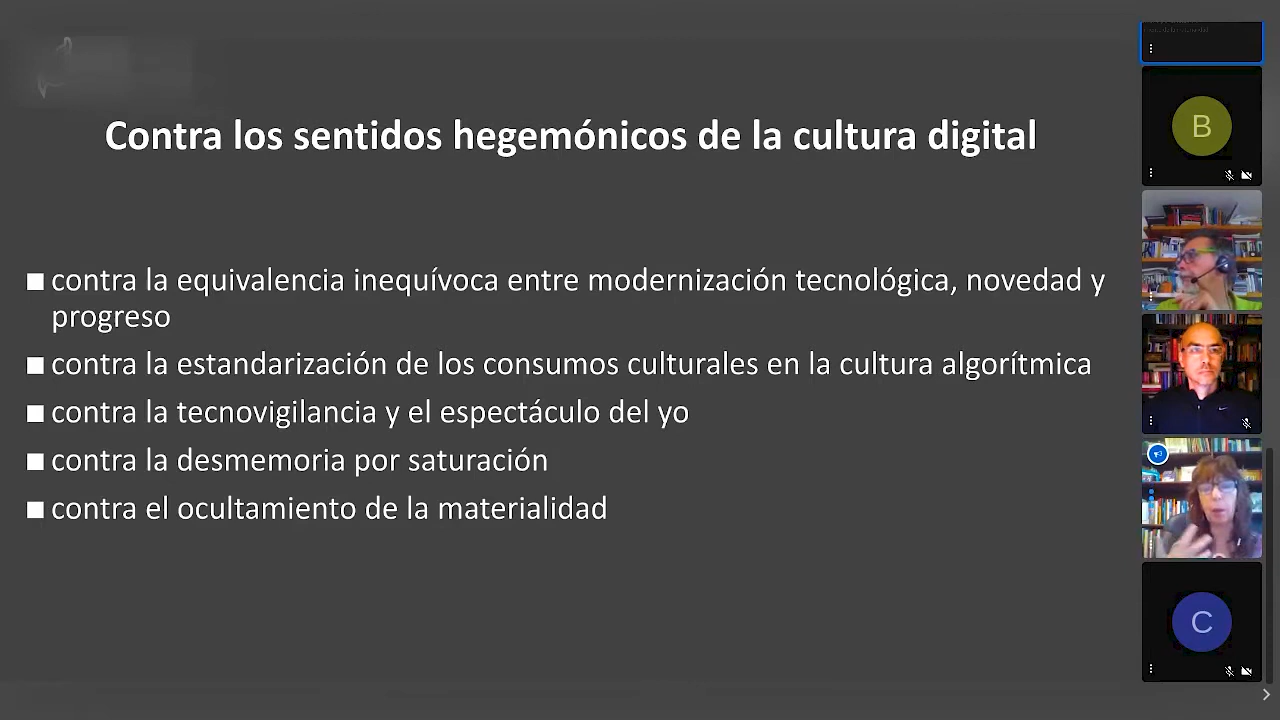 Contra los sentidos hegemónicos de la cultura digital
contra la equivalencia inequívoca entre modernización tecnológica, novedad y
progreso
contra la estandarización de los consumos culturales en la cultura algorítmica
contra la tecnovigilancia y el espectáculo del yo
contra la desmemoria por saturación
contra el ocultamiento de la materialidad
B
C